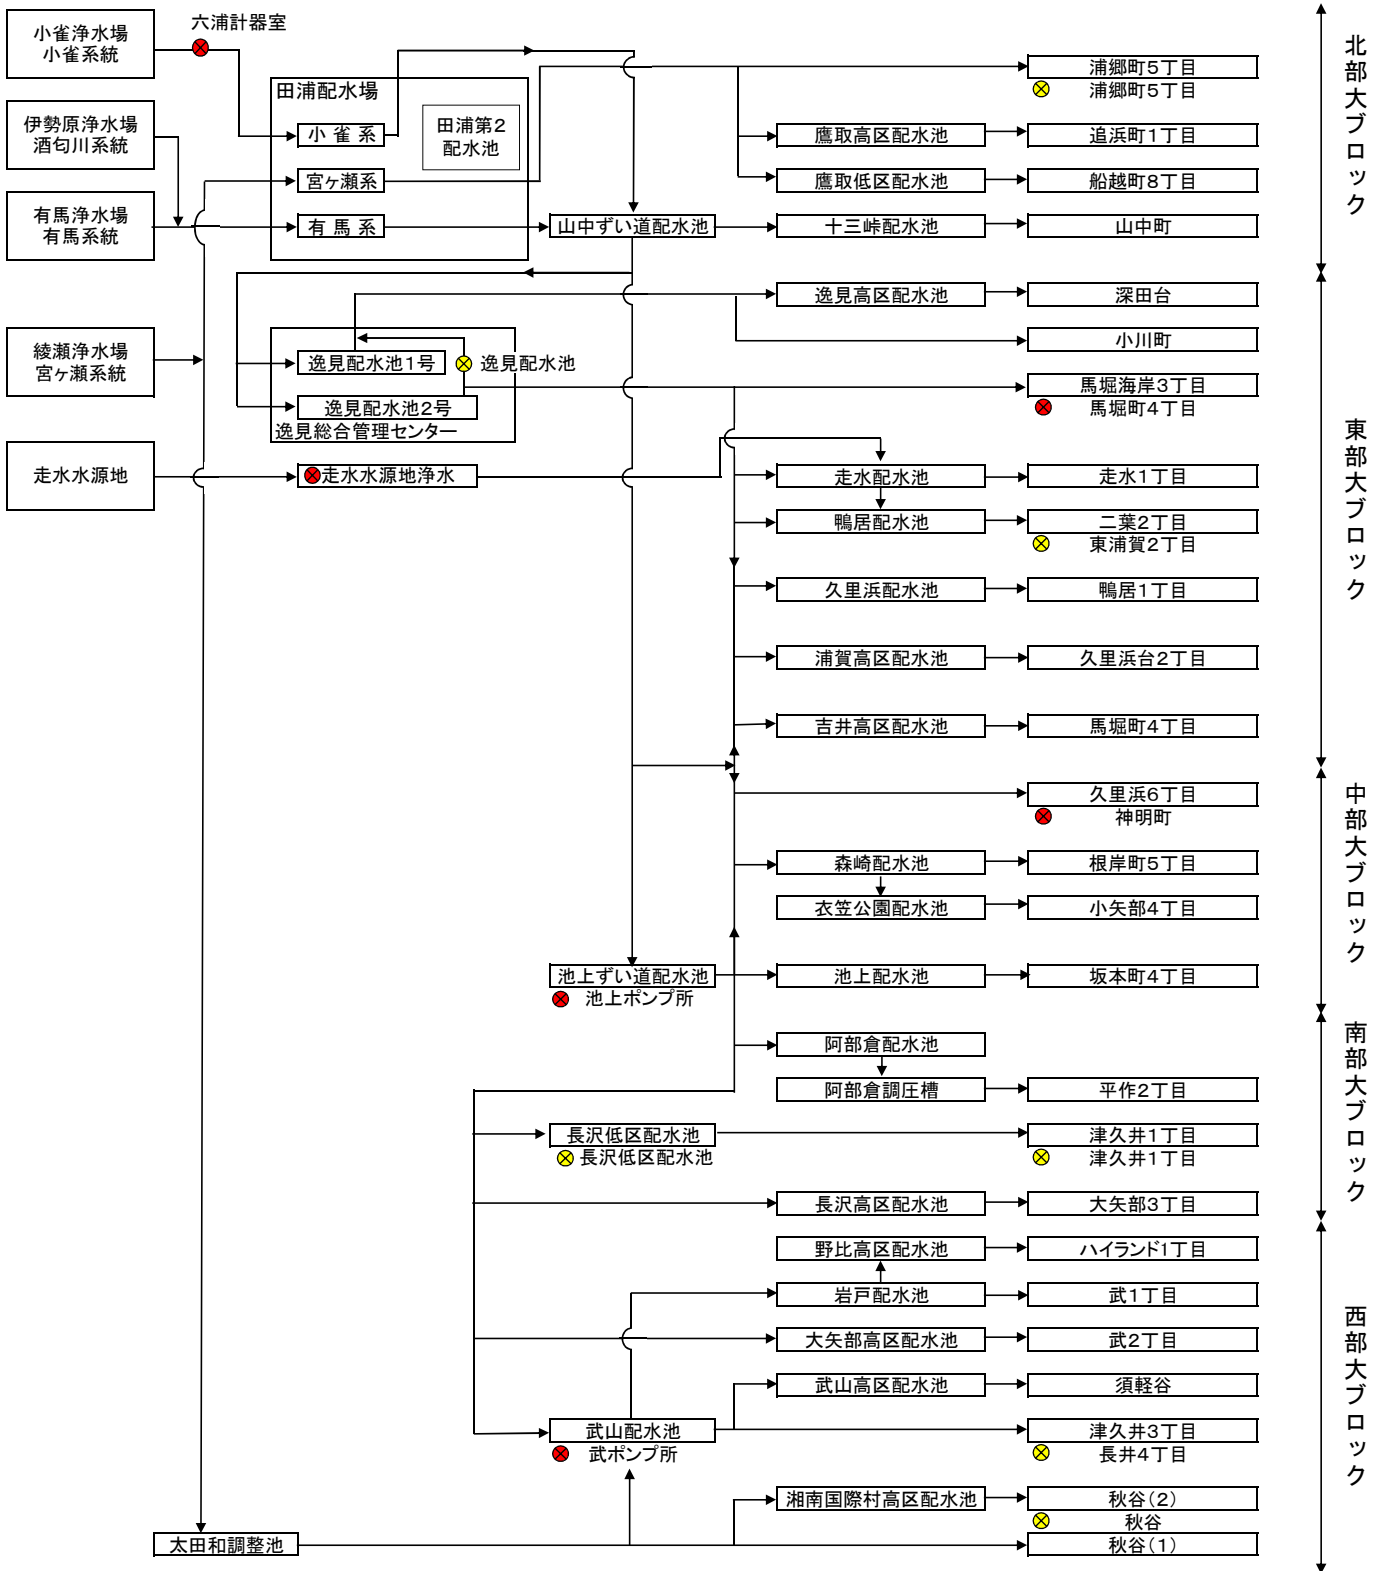 六浦計器室
小雀浄水場
小雀系統
伊勢原浄水場
酒匂川系統
有馬浄水場
有馬系統
綾瀬浄水場
宮ヶ瀬系統
走水水源地
田浦配水場
小 雀 系
田浦第2
配水池
宮ヶ瀬系
有 馬 系
山中ずい道配水池
逸見配水池1号
逸見配水池
逸見配水池2号
逸見総合管理センター
走水水源地浄水
池上ずい道配水池
池上ポンプ所
長沢低区配水池
長沢低区配水池
武山配水池
武ポンプ所
太田和調整池
鷹取高区配水池
鷹取低区配水池
十三峠配水池
逸見高区配水池
走水配水池
鴨居配水池
久里浜配水池
浦賀高区配水池
吉井高区配水池
森崎配水池
衣笠公園配水池
池上配水池
阿部倉配水池
阿部倉調圧槽
長沢高区配水池
野比高区配水池
岩戸配水池
大矢部高区配水池
武山高区配水池
湘南国際村高区配水池
浦郷町5丁目
浦郷町5丁目
追浜町1丁目
船越町8丁目
山中町
深田台
小川町
馬堀海岸3丁目
馬堀町4丁目
走水1丁目
二葉2丁目
東浦賀2丁目
鴨居1丁目
久里浜台2丁目
馬堀町4丁目
久里浜6丁目
神明町
根岸町5丁目
小矢部4丁目
坂本町4丁目
平作2丁目
津久井1丁目
津久井1丁目
大矢部3丁目
ハイランド1丁目
武1丁目
武2丁目
須軽谷
津久井3丁目
長井4丁目
秋谷(2)
秋谷
秋谷(1)
北部大ブロック
東部大ブロック
中部大ブロック
南部大ブロック
西部大ブロック